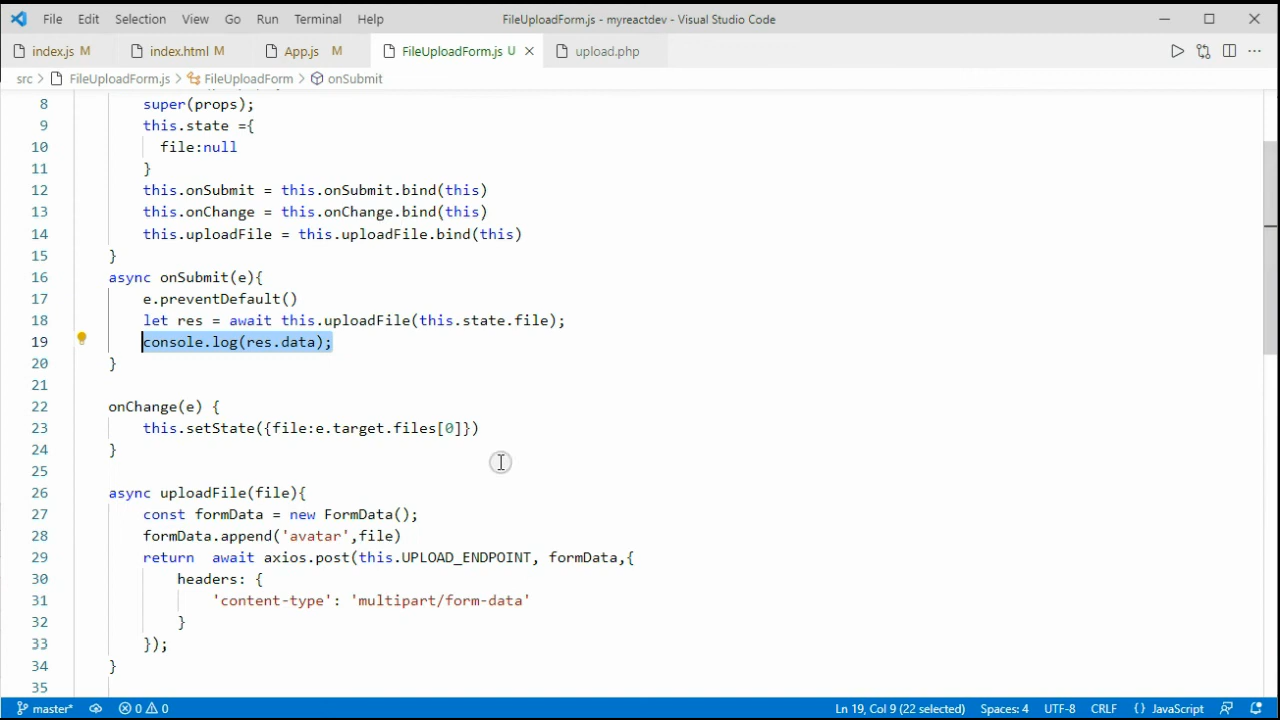 File Edit Selection View Go Run Terminal Help FileUploadForm.js - myreactdev - Visual Studio Code
index.js M index.html M App.js M FileUploadForm.js U upload.php
src > FileUploadForm.js > FileUploadForm > onSubmit
8 super(props);
9 this.state ={
10 file:null
11 }
12 this.onSubmit = this.onSubmit.bind(this)
13 this.onChange = this.onChange.bind(this)
14 this.uploadFile = this.uploadFile.bind(this)
15 }
16 async onSubmit(e){
17 e.preventDefault()
18 let res = await this.uploadFile(this.state.file);
19 console.log(res.data);
20 }
21
22 onChange(e) {
23 this.setState({file:e.target.files[0]})
24 }
25
26 async uploadFile(file){
27 const formData = new FormData();
28 formData.append('avatar',file)
29 return  await axios.post(this.UPLOAD_ENDPOINT, formData,{
30 headers: {
31 'content-type': 'multipart/form-data'
32 }
33 });
34 }
35
master* 0 0 Ln 19, Col 9 (22 selected) Spaces: 4 UTF-8 CRLF {} JavaScript